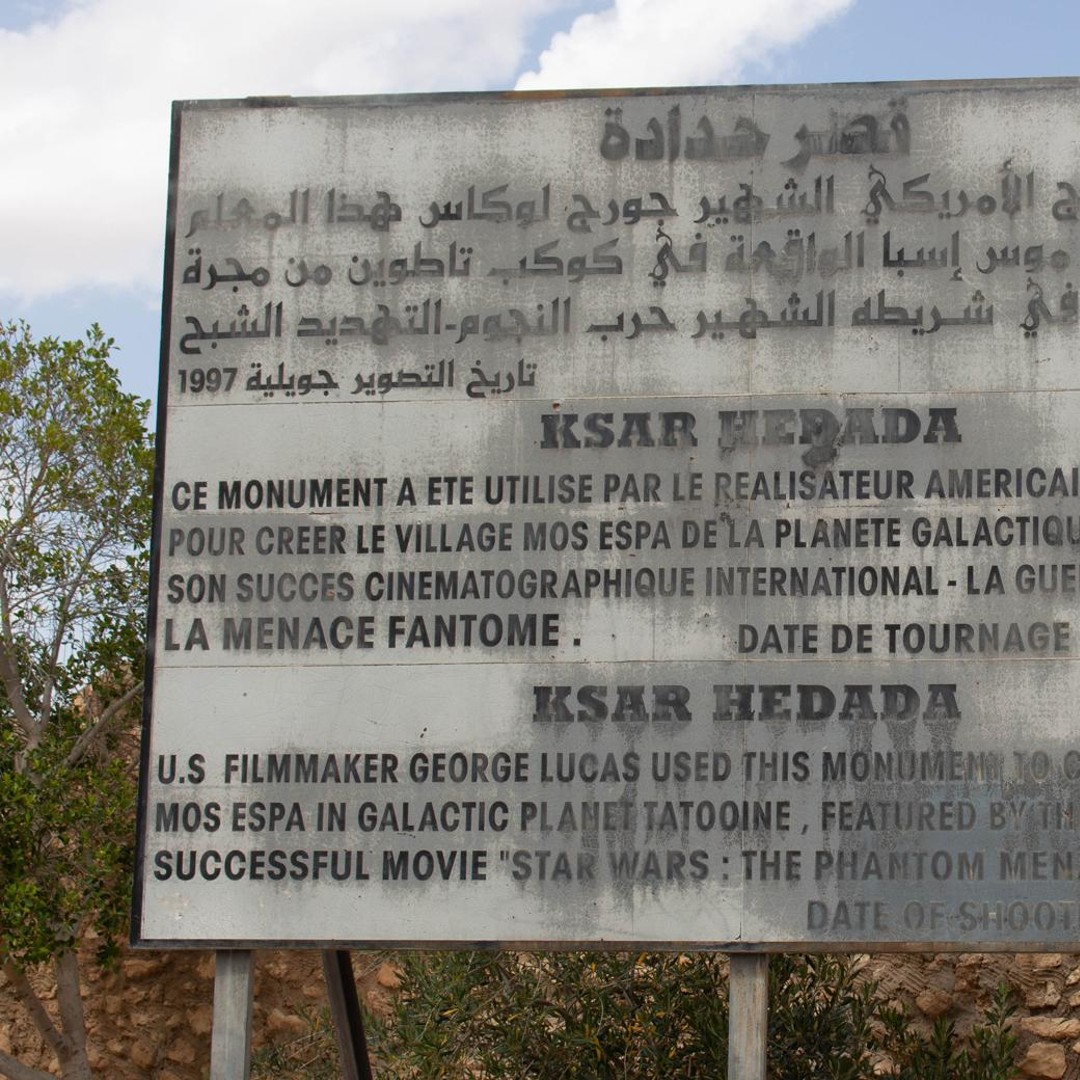 قصر حدادة
ج الأمريكي الشهير جورج لوكاس هذا المعلم
موس إسبا الواقعة في كوكب تاطوين من مجرة
في شريطه الشهير حرب النجوم-التهديد الشبح
تاريخ التصوير جويلية 1997
KSAR HEDADA
CE MONUMENT A ETE UTILISE PAR LE REALISATEUR AMERICAI
POUR CREER LE VILLAGE MOS ESPA DE LA PLANETE GALACTIQU
SON SUCCES CINEMATOGRAPHIQUE INTERNATIONAL - LA GUE
LA MENACE FANTOME . DATE DE TOURNAGE
KSAR HEDADA
U.S FILMMAKER GEORGE LUCAS USED THIS MONUMENT TO C
MOS ESPA IN GALACTIC PLANET TATOOINE , FEATURED BY TH
SUCCESSFUL MOVIE "STAR WARS : THE PHANTOM MENA
DATE OF SHOOT